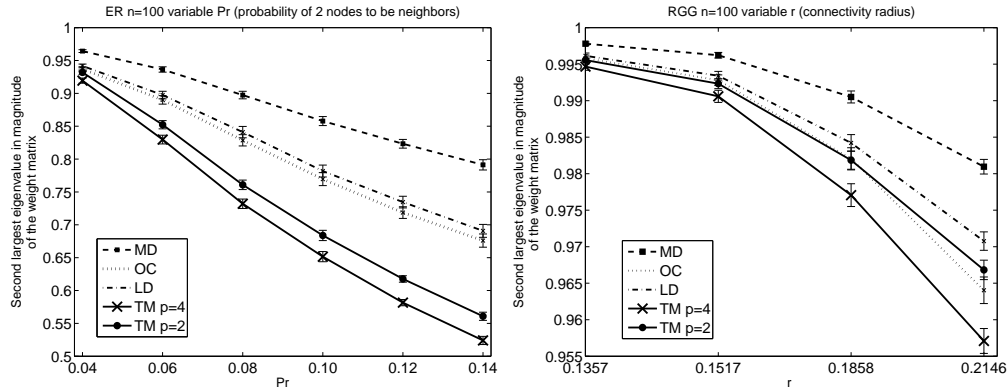 ER n=100 variable Pr (probability of 2 nodes to be neighbors)
Second largest eigenvalue in magnitude
of the weight matrix
1
0.95
0.9
0.85
0.8
0.75
0.7
0.65
0.6
0.55
0.5
MD
OC
LD
TM p=4
TM p=2
0.04
0.06
0.08
0.10
0.12
0.14
Pr
RGG n=100 variable r (connectivity radius)
Second largest eigenvalue in magnitude
of the weight matrix
1
0.995
0.99
0.985
0.98
0.975
0.97
0.965
0.96
0.955
MD
OC
LD
TM p=4
TM p=2
0.1357
0.1517
0.1858
0.2146
r